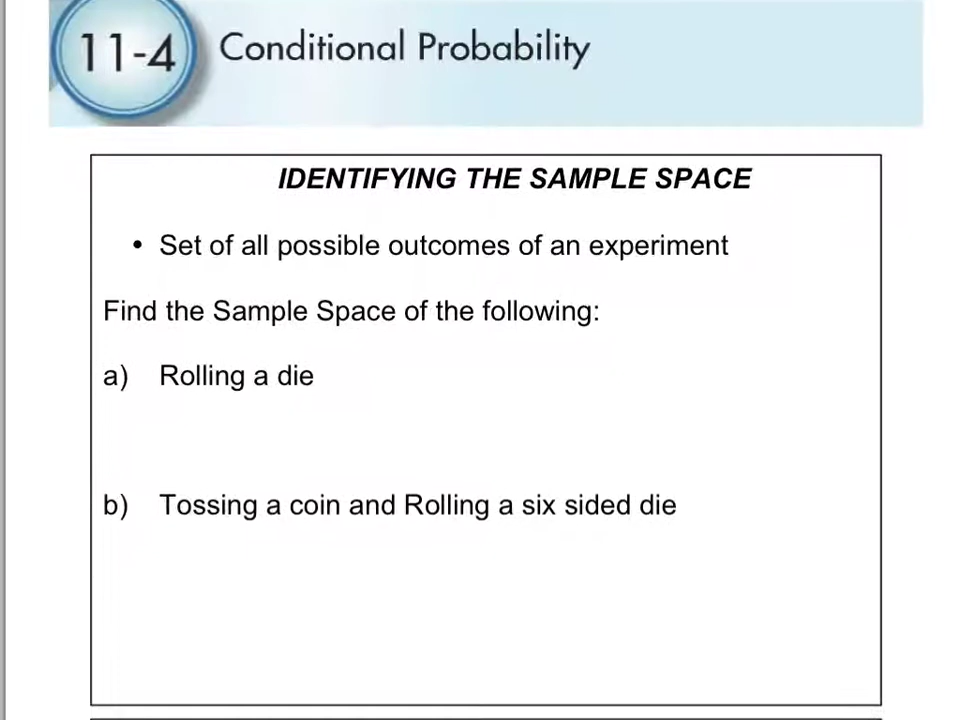 11-4 Conditional Probability
IDENTIFYING THE SAMPLE SPACE
• Set of all possible outcomes of an experiment
Find the Sample Space of the following:
a) Rolling a die
b) Tossing a coin and Rolling a six sided die